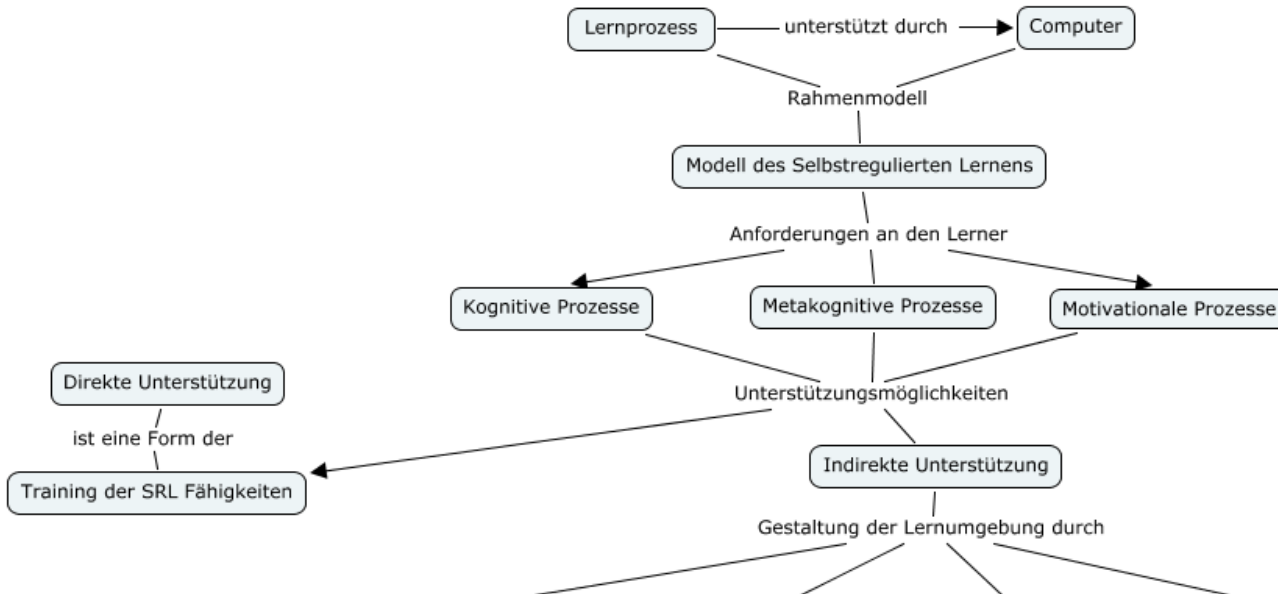 Lernprozess
unterstützt durch
Computer
Rahmenmodell
Modell des Selbstregulierten Lernens
Anforderungen an den Lerner
Kognitive Prozesse
Metakognitive Prozesse
Motivationale Prozesse
Direkte Unterstützung
Unterstützungsmöglichkeiten
ist eine Form der
Indirekte Unterstützung
Training der SRL Fähigkeiten
Gestaltung der Lernumgebung durch